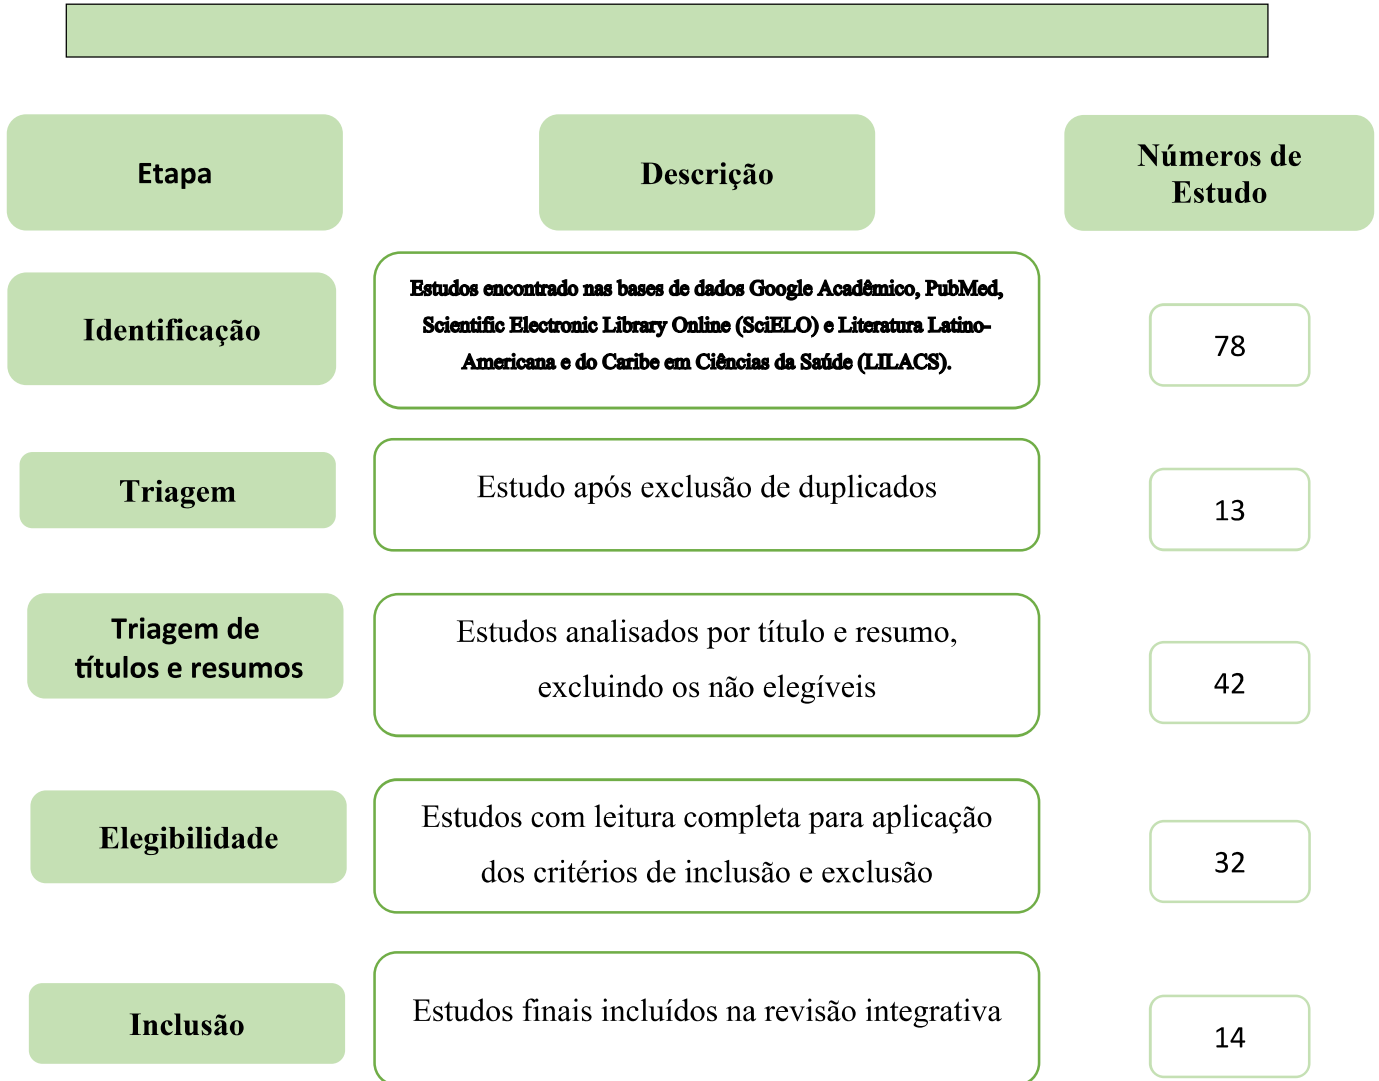 Etapa
Descrição
Números de
Estudo
Identificação
Estudos encontrado nas bases de dados Google Acadêmico, PubMed,
Scientific Electronic Library Online (SciELO) e Literatura Latino-
Americana e do Caribe em Ciências da Saúde (LILACS).
78
Triagem
Estudo após exclusão de duplicados
13
Triagem de
títulos e resumos
Estudos analisados por título e resumo,
excluindo os não elegíveis
42
Elegibilidade
Estudos com leitura completa para aplicação
dos critérios de inclusão e exclusão
32
Inclusão
Estudos finais incluídos na revisão integrativa
14